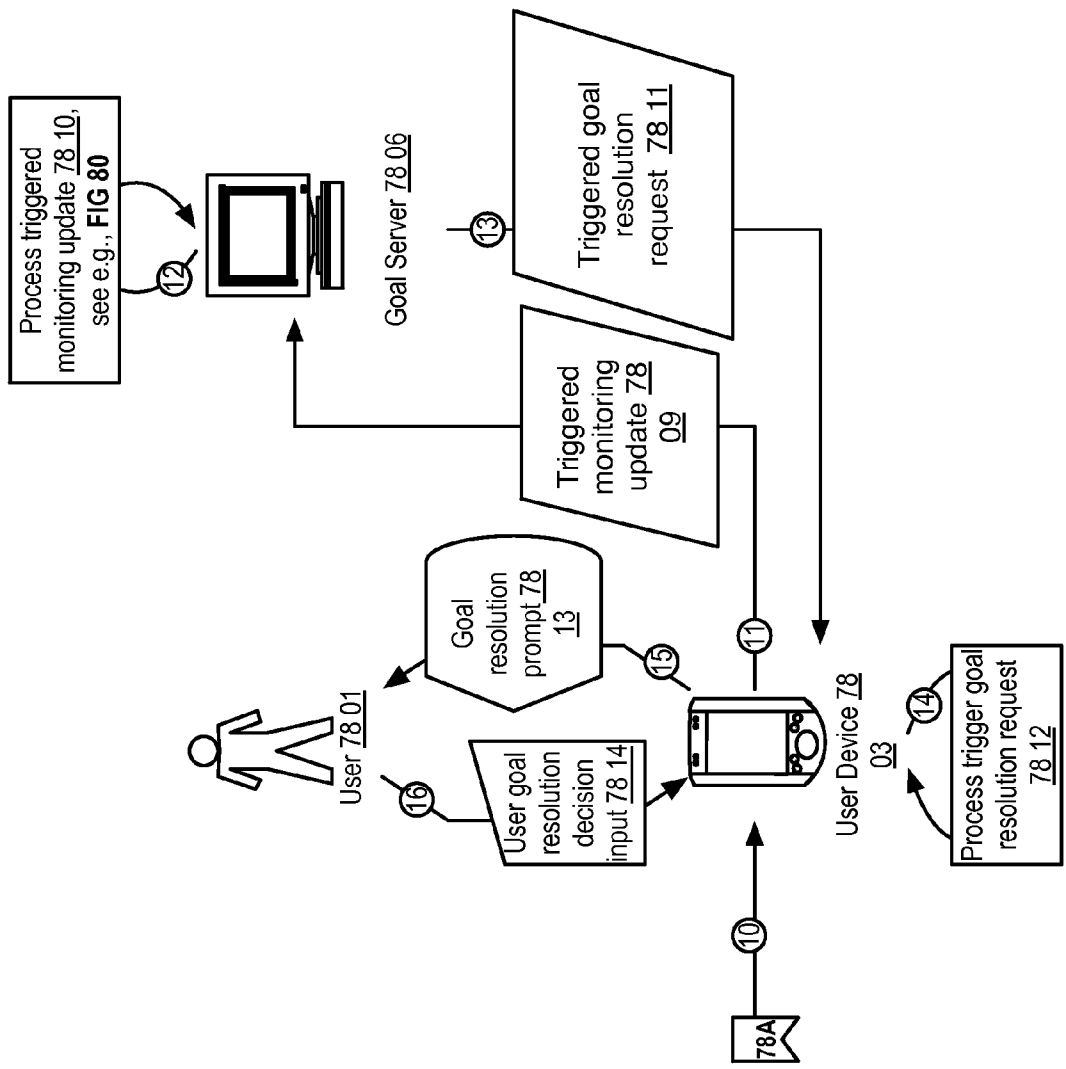 Process triggered
monitoring update 78 10,
see e.g., FIG 80
12
Goal Server 78 06
13
Triggered goal
resolution
request 78 11
Triggered
monitoring
update 78
09
Goal
resolution
prompt 78
13
15
User 78 01
16
User goal
resolution
decision
input 78 14
11
User Device 78
03
14
Process trigger goal
resolution request
78 12
10
78A